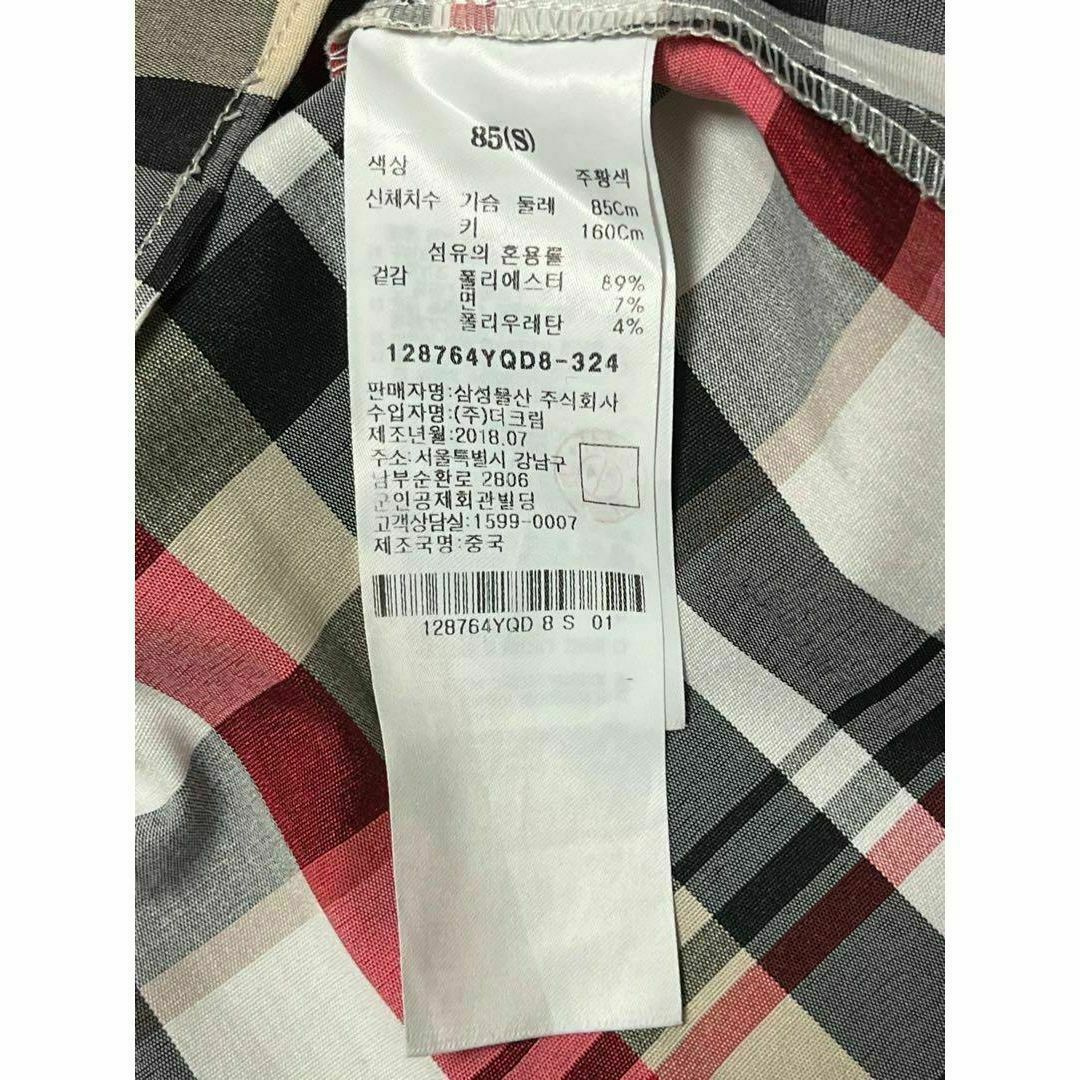 85(S)
색상 주황색
신체치수 가슴 둘레 85Cm
키 160Cm
섬유의 혼용률
겉감 폴리에스터 89%
면 7%
폴리우레탄 4%
128764YQD8-324
판매자명:삼성물산 주식회사
수입자명:(주)더크림
제조년월:2018.07
주소:서울특별시 강남구
남부순환로 2806
군인공제회관빌딩
고객상담실:1599-0007
제조국명:중국
128764YQD 8 S 01